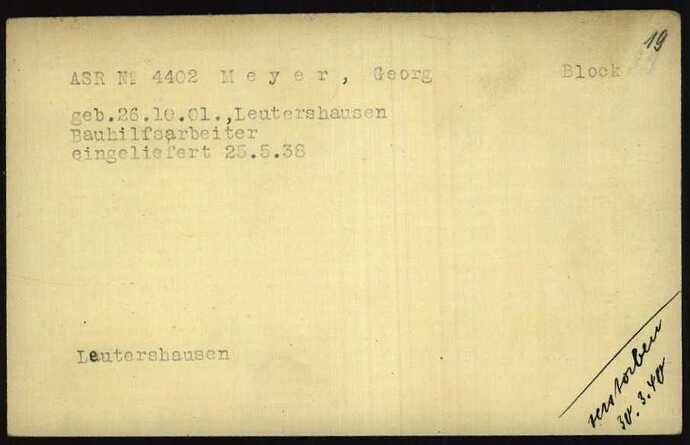 19
ASR № 4402 Meyer, Georg Block
geb.26.10.01.,Leutershausen
Bauhilfsarbeiter
eingeliefert 25.5.38
Leutershausen
verstorben
30.3.40